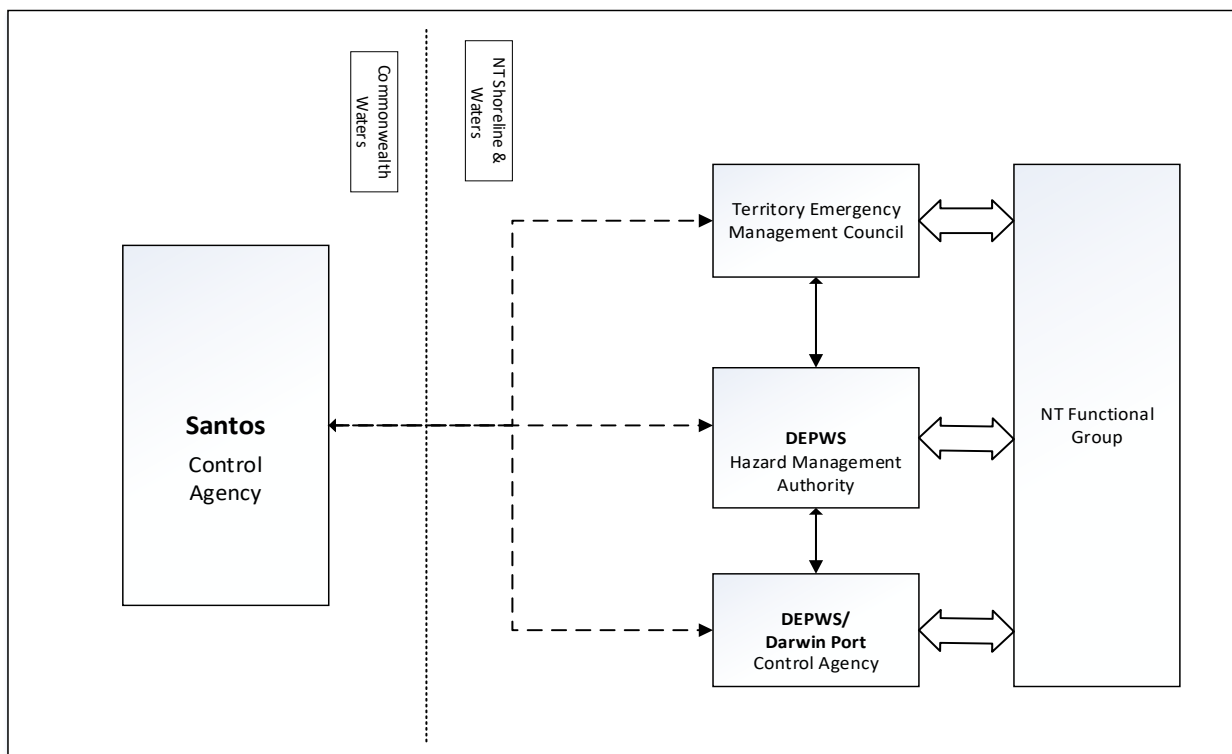 Commonwealth
Waters
NT Shoreline &
Waters
Santos
Control
Agency
Territory Emergency
Management Council
DEPWS
Hazard Management
Authority
DEPWS/
Darwin Port
Control Agency
NT Functional
Group